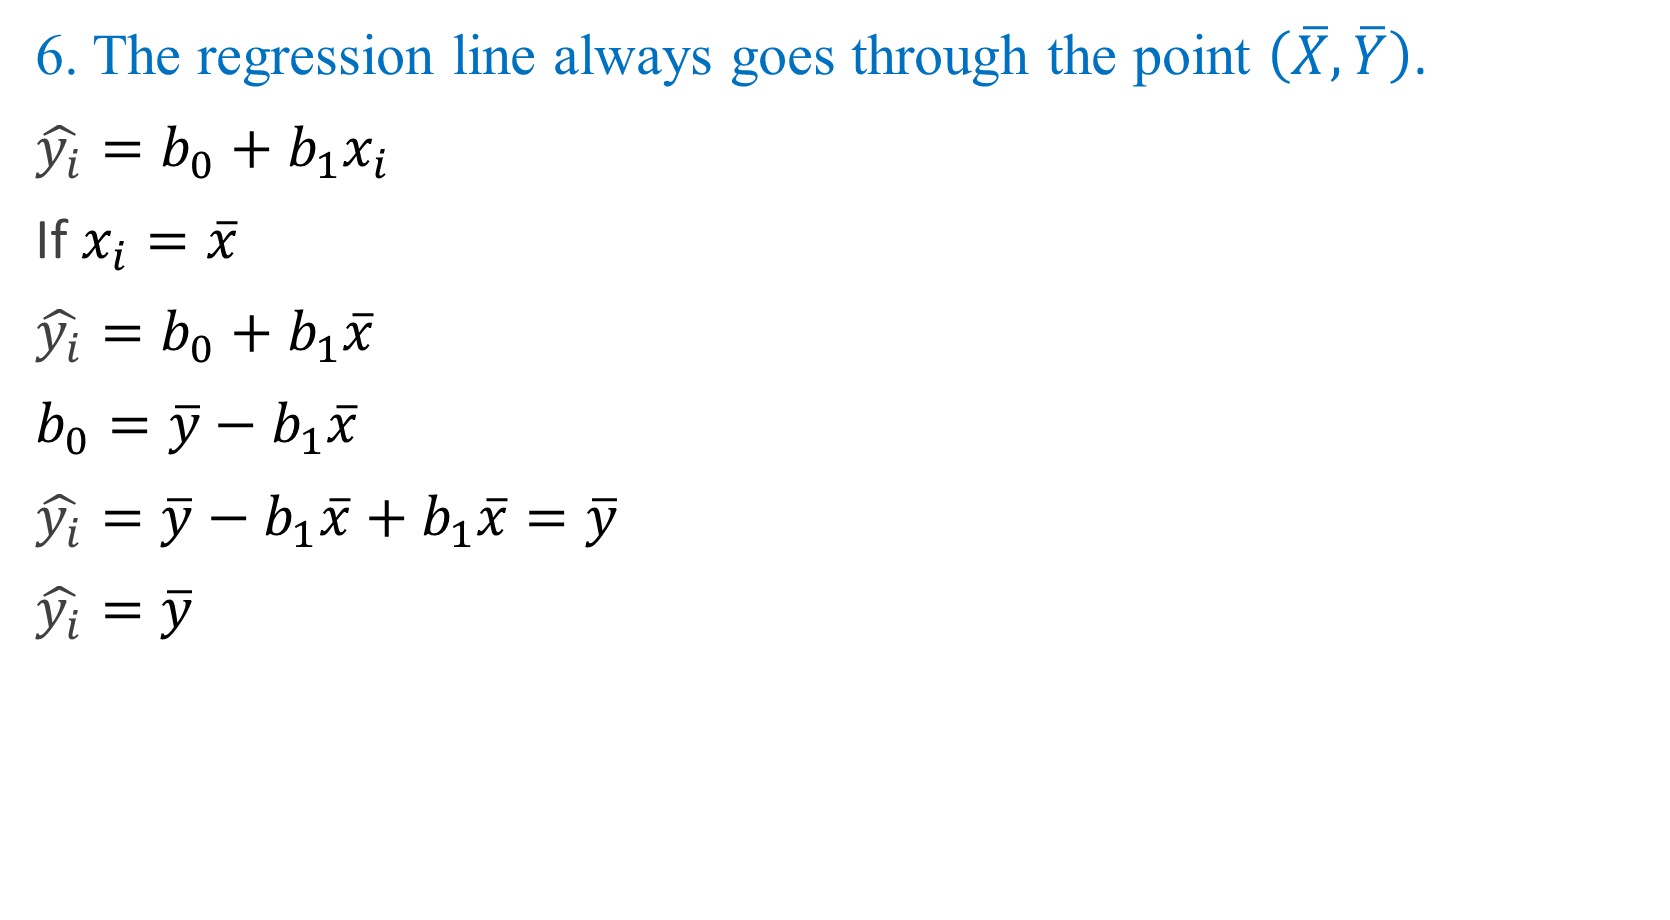 6. The regression line always goes through the point (X̄, Ȳ).
ŷᵢ = b₀ + b₁xᵢ
If xᵢ = x̄
ŷᵢ = b₀ + b₁x̄
b₀ = ȳ − b₁x̄
ŷᵢ = ȳ − b₁x̄ + b₁x̄ = ȳ
ŷᵢ = ȳ